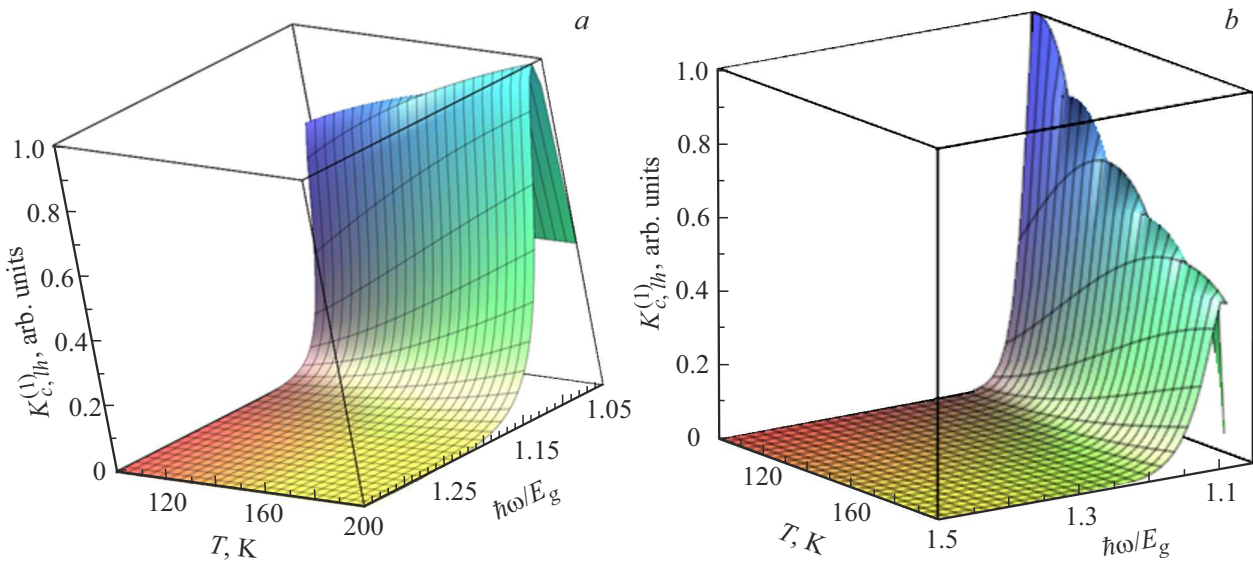 a
1.0
0.8
0.6
0.4
0.2
0
K_{c, lh}^{(1)}, arb. units
120
160
200
T, K
1.25
1.15
1.05
ħω/E_g
b
1.0
0.8
0.6
0.4
0.2
0
K_{c, lh}^{(1)}, arb. units
120
160
T, K
1.5
1.3
1.1
ħω/E_g